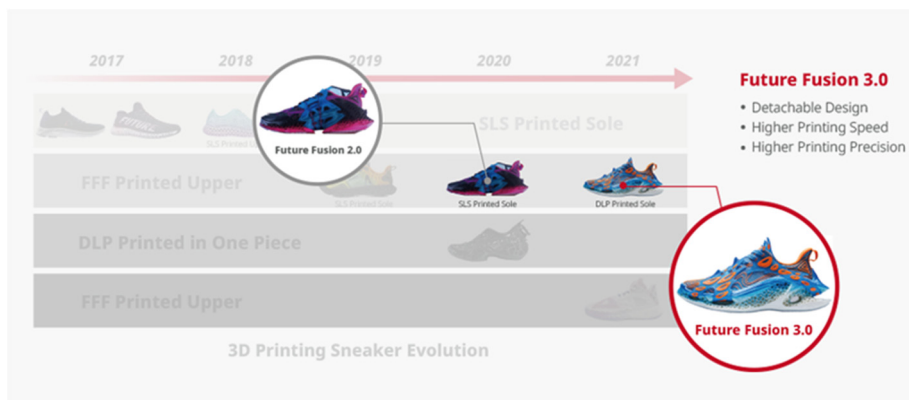 2017
2018
2019
2020
2021
Future Fusion 3.0
• Detachable Design
• Higher Printing Speed
• Higher Printing Precision
SLS Printed Sole
SLS Printed
Future Fusion 2.0
FFF Printed Upper
SLS Printed Sole
SLS Printed Sole
DLP Printed Sole
DLP Printed in One Piece
FFF Printed Upper
Future Fusion 3.0
3D Printing Sneaker Evolution